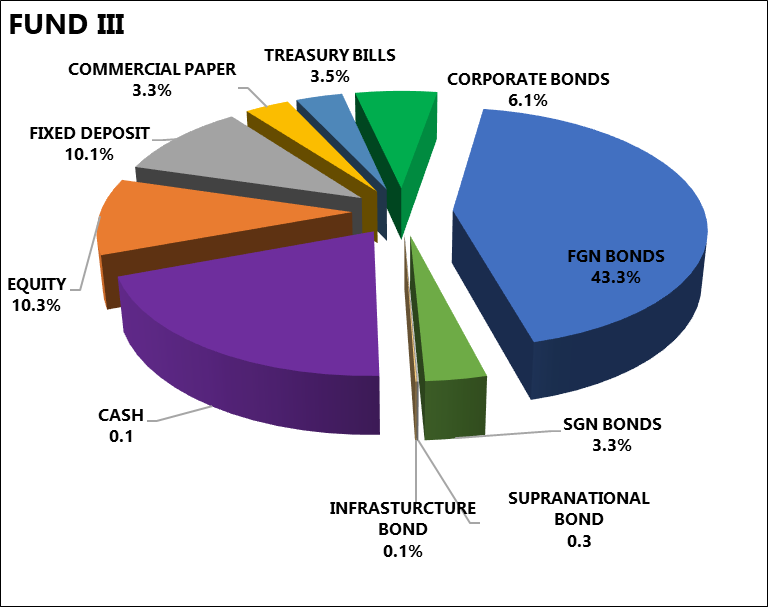 FUND III
TREASURY BILLS
3.5%
COMMERCIAL PAPER
3.3%
CORPORATE BONDS
6.1%
FIXED DEPOSIT
10.1%
FGN BONDS
43.3%
EQUITY
10.3%
CASH
0.1
SGN BONDS
3.3%
INFRASTURCTURE
BOND
0.1%
SUPRANATIONAL
BOND
0.3